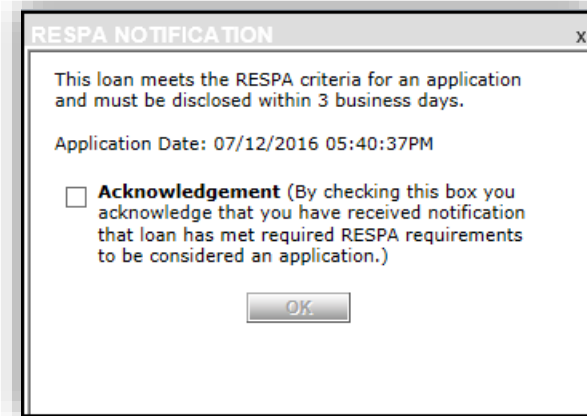 RESPA NOTIFICATION
x
This loan meets the RESPA criteria for an application
and must be disclosed within 3 business days.
Application Date: 07/12/2016 05:40:37PM
Acknowledgement (By checking this box you
acknowledge that you have received notification
that loan has met required RESPA requirements
to be considered an application.)
OK